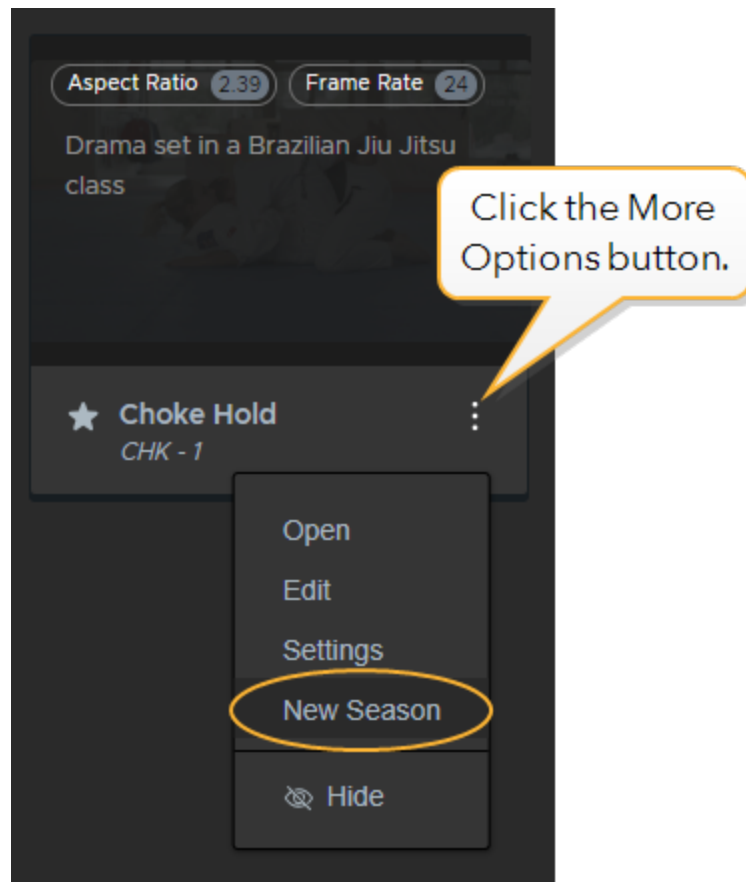 Aspect Ratio 2.39 Frame Rate 24
Drama set in a Brazilian Jiu Jitsu
class
Click the More
Options button.
Choke Hold
CHK - 1
Open
Edit
Settings
New Season
Hide